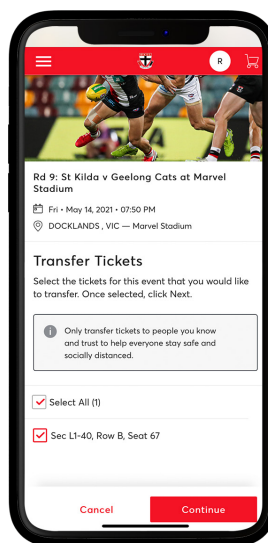 R
Rd 9: St Kilda v Geelong Cats at Marvel
Stadium
Fri • May 14, 2021 • 07:50 PM
DOCKLANDS , VIC — Marvel Stadium
Transfer Tickets
Select the tickets for this event that you would like
to transfer. Once selected, click Next.
Only transfer tickets to people you know
and trust to help everyone stay safe and
socially distanced.
Select All (1)
Sec L1-40, Row B, Seat 67
Cancel
Continue